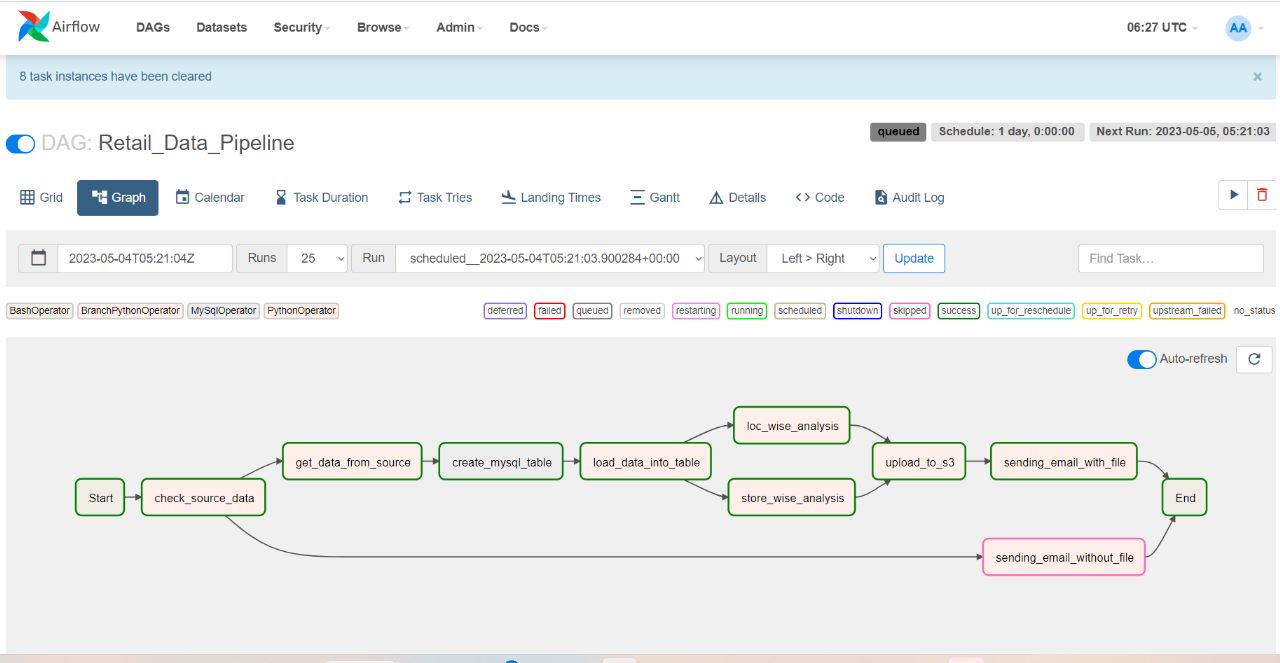 Airflow DAGs Datasets Security Browse Admin Docs 06:27 UTC AA
8 task instances have been cleared ×
queued Schedule: 1 day, 0:00:00 Next Run: 2023-05-05, 05:21:03
DAG: Retail_Data_Pipeline
Grid Graph Calendar Task Duration Task Tries Landing Times Gantt Details Code Audit Log
2023-05-04T05:21:04Z Runs 25 Run scheduled__2023-05-04T05:21:03.900284+00:00 Layout Left > Right Update Find Task...
BashOperator BranchPythonOperator MySqlOperator PythonOperator deferred failed queued removed restarting running scheduled shutdown skipped success up_for_reschedule up_for_retry upstream_failed no_status
Auto-refresh
loc_wise_analysis
get_data_from_source create_mysql_table load_data_into_table upload_to_s3 sending_email_with_file
Start check_source_data store_wise_analysis End
sending_email_without_file